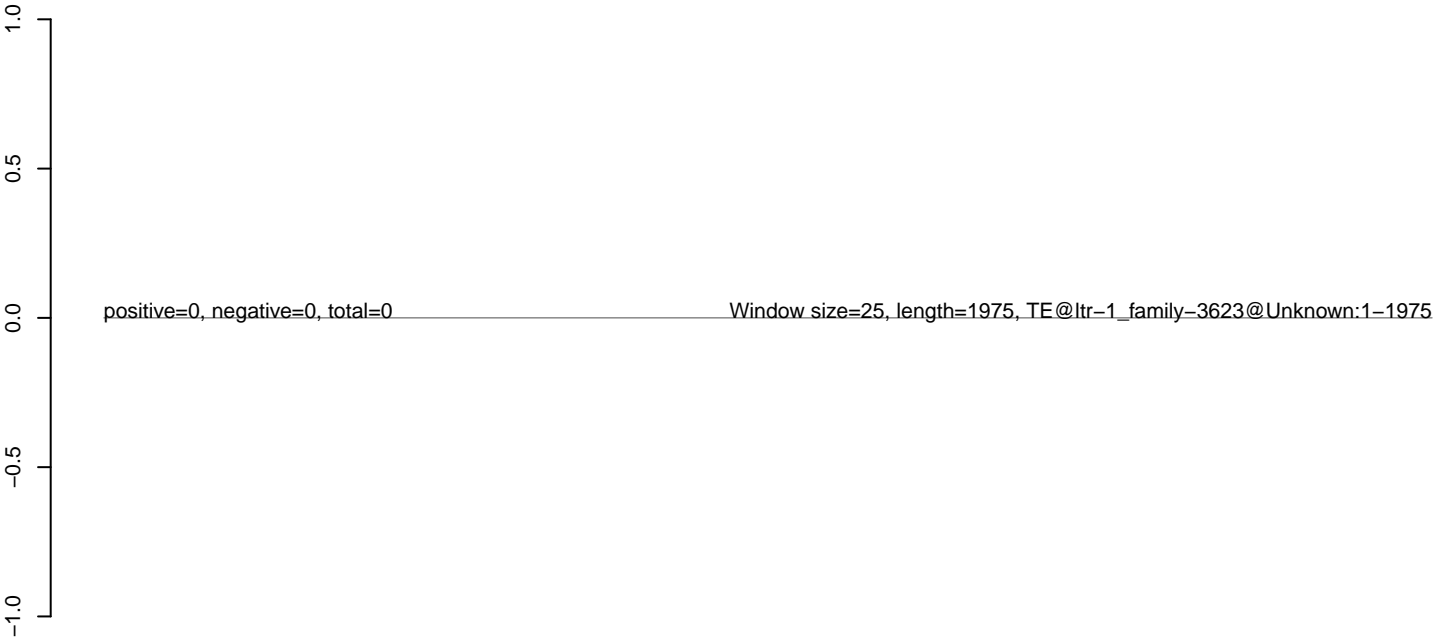 1.0
0.5
0.0
−0.5
−1.0
positive=0, negative=0, total=0
Window size=25, length=1975, TE@ltr−1_family−3623@Unknown:1−1975